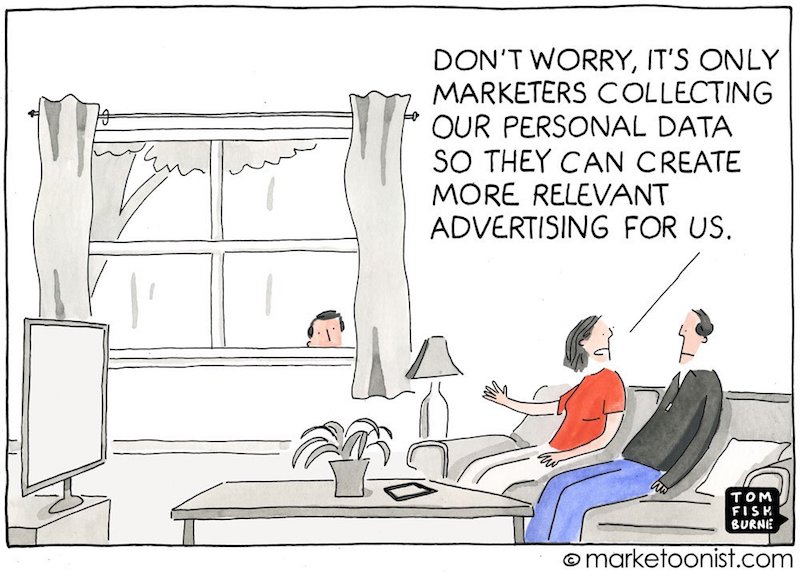 DON'T WORRY, IT'S ONLY
MARKETERS COLLECTING
OUR PERSONAL DATA
SO THEY CAN CREATE
MORE RELEVANT
ADVERTISING FOR US.
TOM
FISH
BURNE
© marketoonist.com